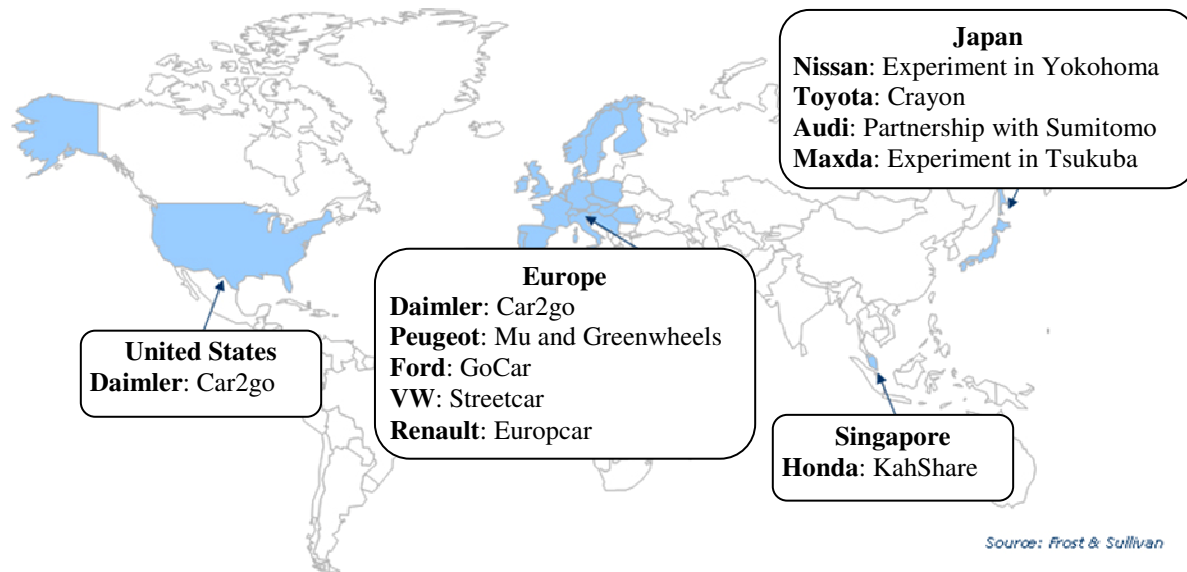 Japan
Nissan: Experiment in Yokohoma
Toyota: Crayon
Audi: Partnership with Sumitomo
Maxda: Experiment in Tsukuba
Europe
Daimler: Car2go
Peugeot: Mu and Greenwheels
Ford: GoCar
VW: Streetcar
Renault: Europcar
United States
Daimler: Car2go
Singapore
Honda: KahShare
Source: Frost & Sullivan